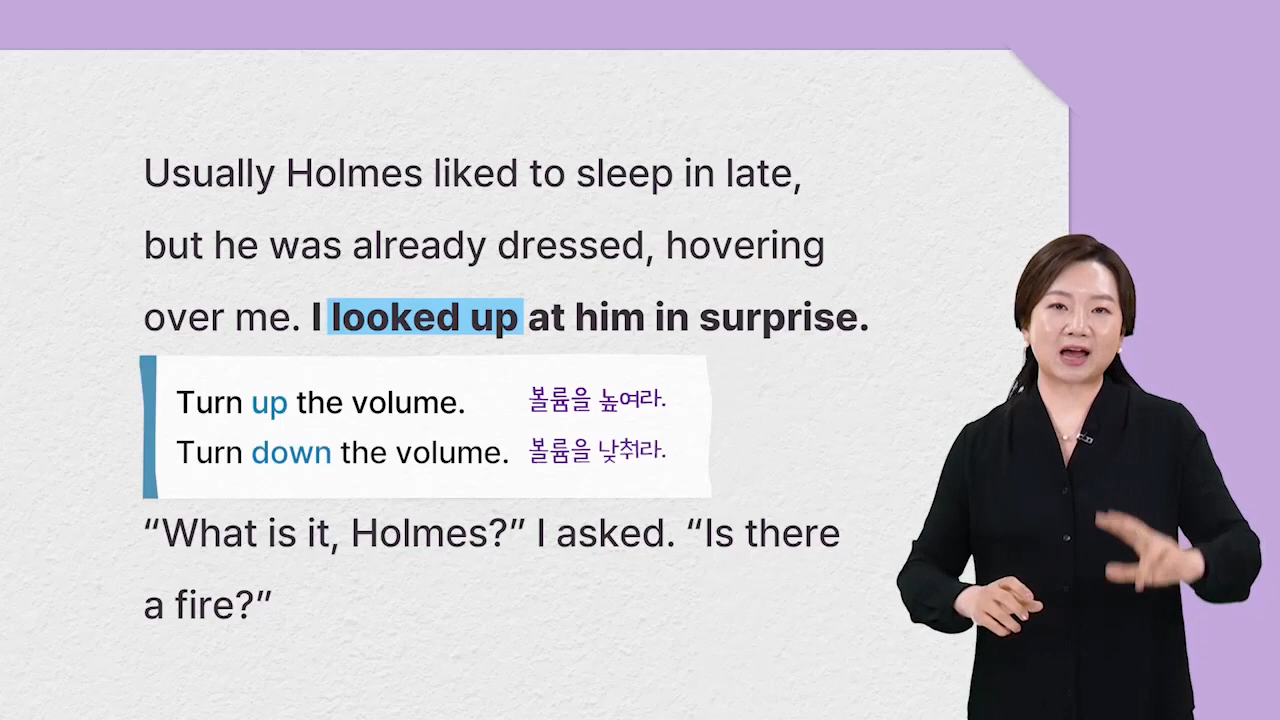 Usually Holmes liked to sleep in late,
but he was already dressed, hovering
over me. I looked up at him in surprise.
Turn up the volume. 볼륨을 높여라.
Turn down the volume. 볼륨을 낮춰라.
“What is it, Holmes?” I asked. “Is there
a fire?”